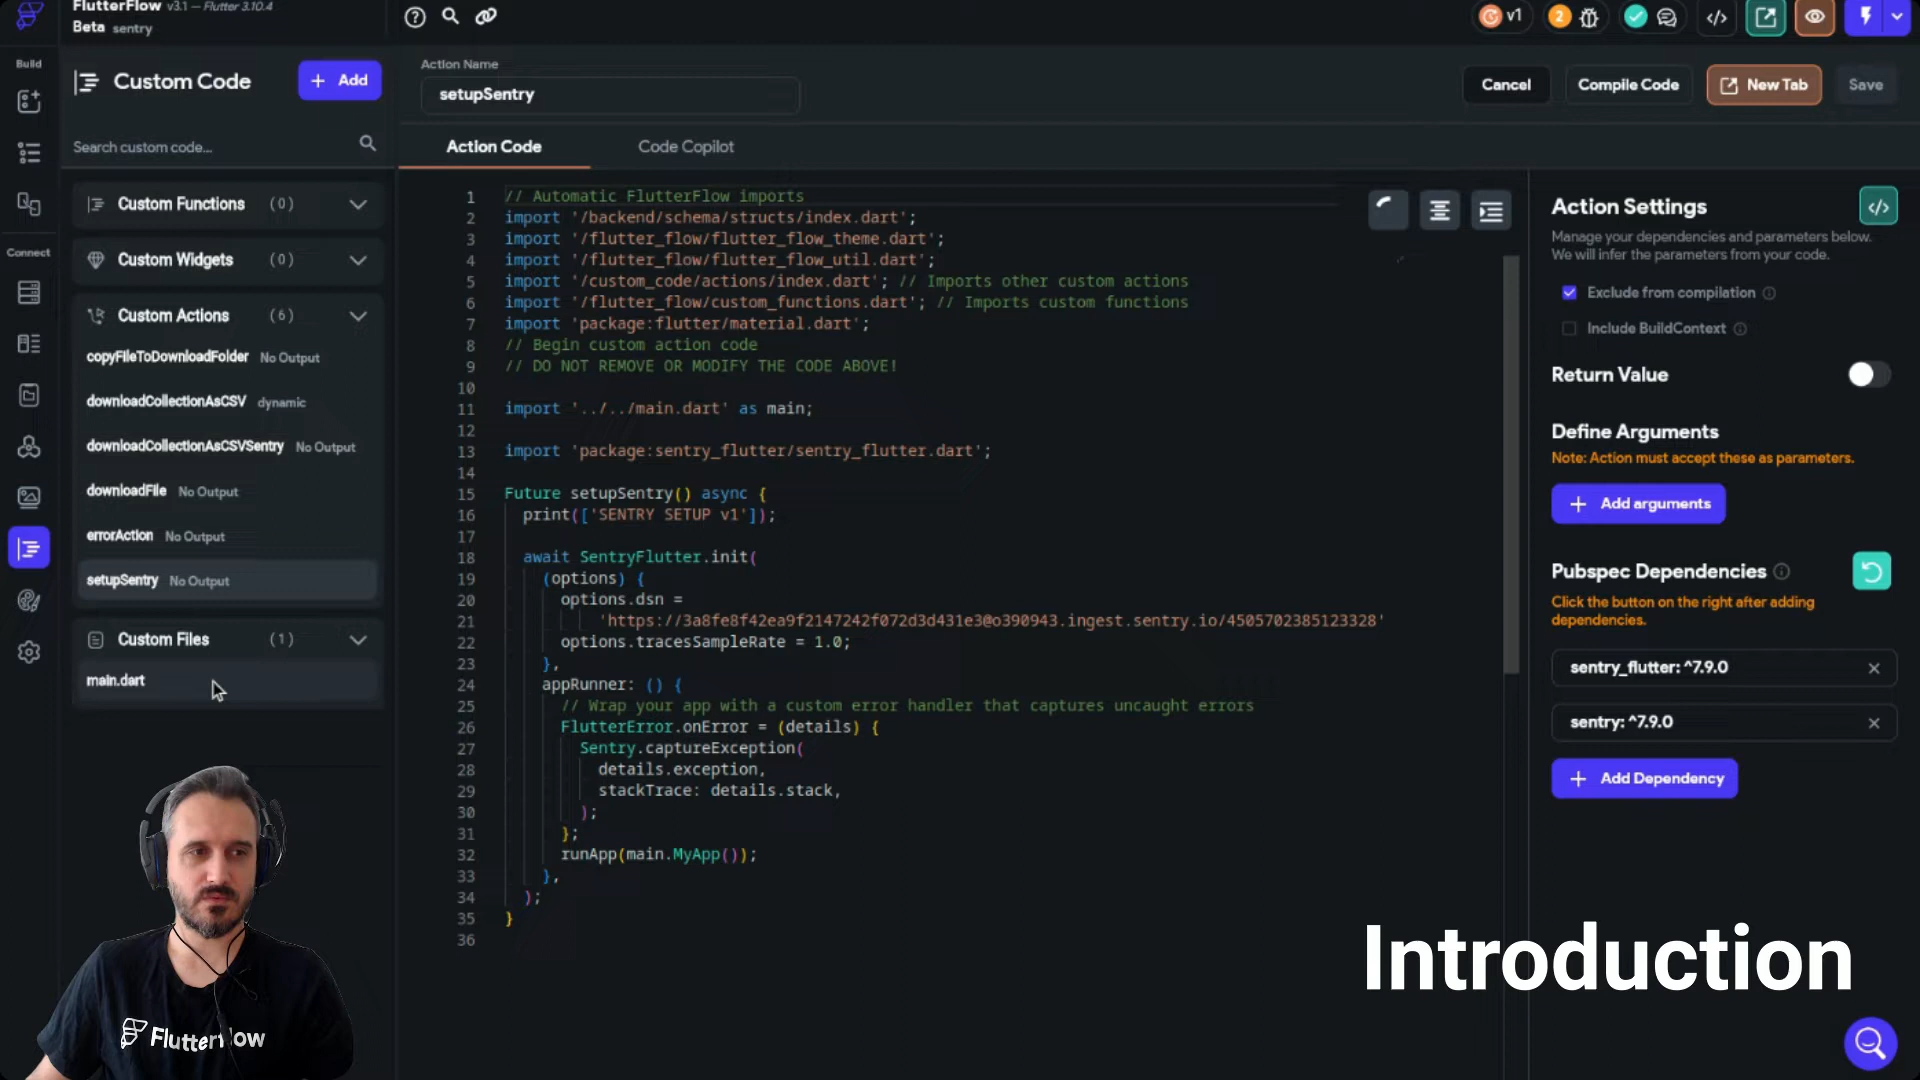 FlutterFlow v3.1 — Flutter 3.10.4
Beta sentry
v1
2
Build
Connect
Custom Code
+ Add
Search custom code...
Custom Functions (0)
Custom Widgets (0)
Custom Actions (6)
copyFileToDownloadFolder No Output
downloadCollectionAsCSV dynamic
downloadCollectionAsCSVSentry No Output
downloadFile No Output
errorAction No Output
setupSentry No Output
Custom Files (1)
main.dart
Action Name
setupSentry
Cancel
Compile Code
New Tab
Save
Action Code
Code Copilot
1 // Automatic FlutterFlow imports
2 import '/backend/schema/structs/index.dart';
3 import '/flutter_flow/flutter_flow_theme.dart';
4 import '/flutter_flow/flutter_flow_util.dart';
5 import '/custom_code/actions/index.dart'; // Imports other custom actions
6 import '/flutter_flow/custom_functions.dart'; // Imports custom functions
7 import 'package:flutter/material.dart';
8 // Begin custom action code
9 // DO NOT REMOVE OR MODIFY THE CODE ABOVE!
10
11 import '../../main.dart' as main;
12
13 import 'package:sentry_flutter/sentry_flutter.dart';
14
15 Future setupSentry() async {
16 print(['SENTRY SETUP v1']);
17
18 await SentryFlutter.init(
19 (options) {
20 options.dsn =
21 'https://3a8fe8f42ea9f2147242f072d3d431e3@o390943.ingest.sentry.io/4505702385123328'
22 options.tracesSampleRate = 1.0;
23 },
24 appRunner: () {
25 // Wrap your app with a custom error handler that captures uncaught errors
26 FlutterError.onError = (details) {
27 Sentry.captureException(
28 details.exception,
29 stackTrace: details.stack,
30 );
31 };
32 runApp(main.MyApp());
33 },
34 );
35 }
36
Action Settings
Manage your dependencies and parameters below.
We will infer the parameters from your code.
Exclude from compilation
Include BuildContext
Return Value
Define Arguments
Note: Action must accept these as parameters.
+ Add arguments
Pubspec Dependencies
Click the button on the right after adding
dependencies.
sentry_flutter: ^7.9.0
sentry: ^7.9.0
+ Add Dependency
Introduction
FlutterFlow